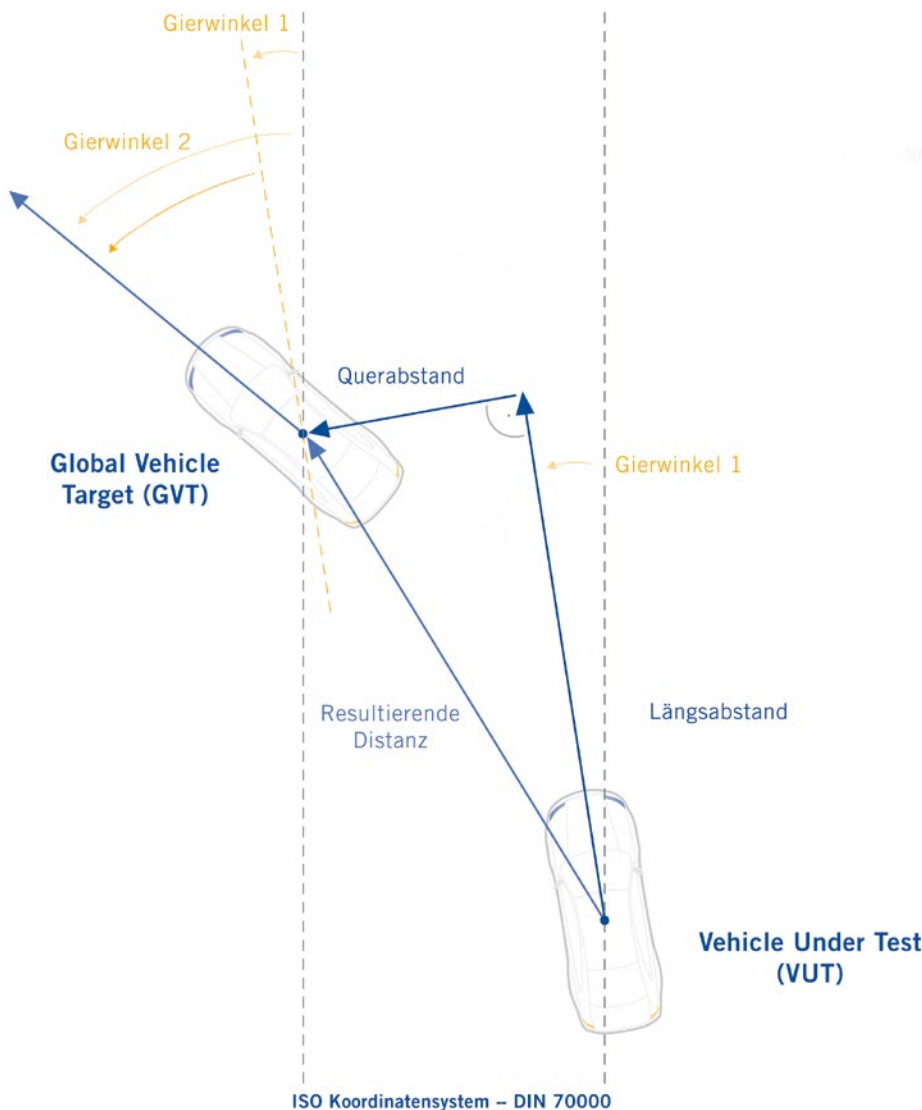 Gierwinkel 1
Gierwinkel 2
Querabstand
Global Vehicle
Target (GVT)
Gierwinkel 1
Resultierende
Distanz
Längsabstand
Vehicle Under Test
(VUT)
ISO Koordinatensystem – DIN 70000